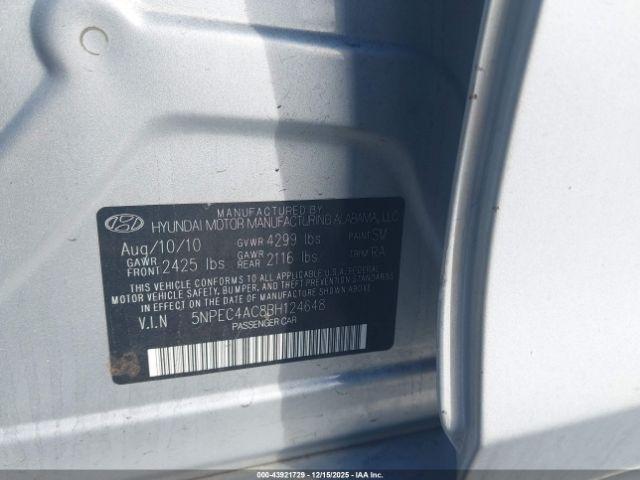 MANUFACTURED BY
HYUNDAI MOTOR MANUFACTURING ALABAMA, LLC
Aug/10/10 GVWR 4299 lbs PAINT SM
GAWR FRONT 2425 lbs GAWR REAR 2116 lbs TRIM RA
THIS VEHICLE CONFORMS TO ALL APPLICABLE U.S.A. FEDERAL
MOTOR VEHICLE SAFETY, BUMPER, AND THEFT PREVENTION STANDARDS
IN EFFECT ON THE DATE OF MANUFACTURE SHOWN ABOVE.
V.I.N 5NPEC4AC8BH124648
PASSENGER CAR
000-43921729 - 12/15/2025 - IAA Proprietary